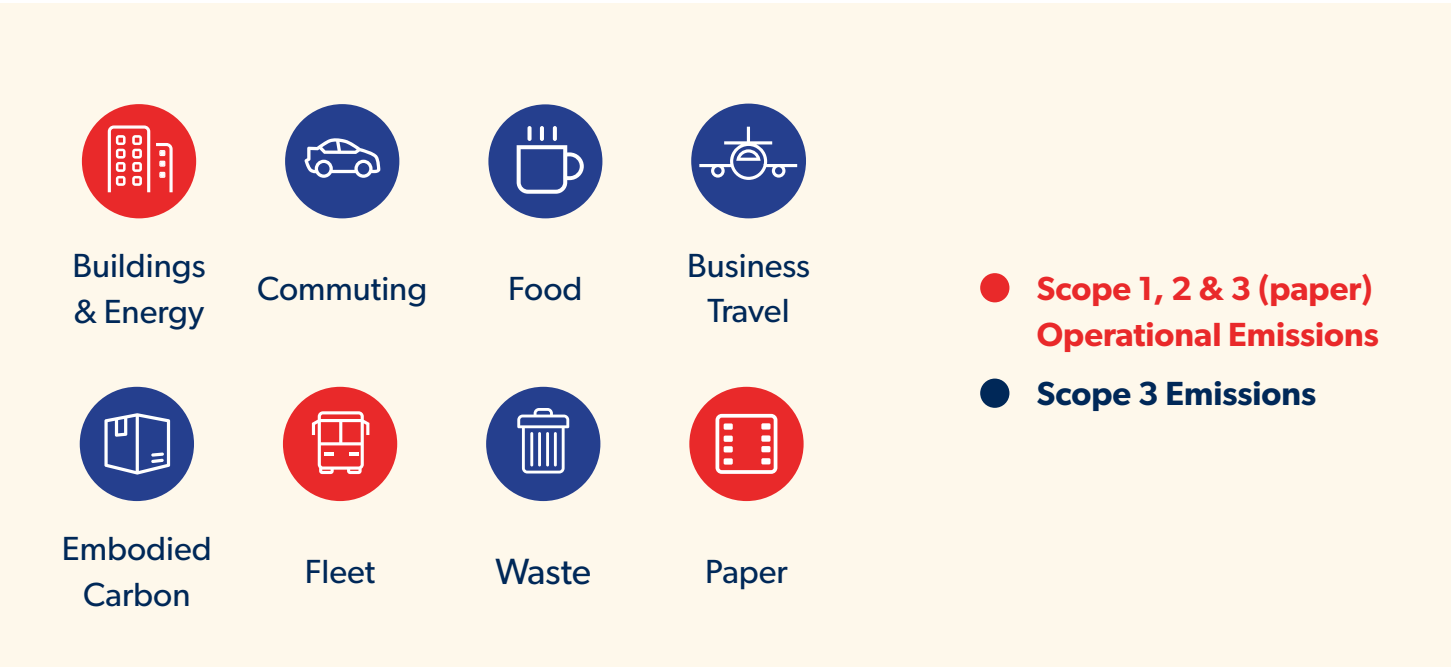 Buildings
& Energy
Commuting
Food
Business
Travel
Embodied
Carbon
Fleet
Waste
Paper
Scope 1, 2 & 3 (paper)
Operational Emissions
Scope 3 Emissions